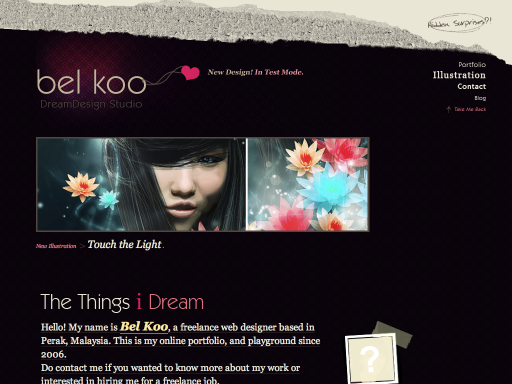 Hidden Surprises?!
Portfolio
Illustration
Contact
Blog
Take Me Back
bel koo
DreamDesign Studio
New Design! In Test Mode.
New Illustration > Touch the Light.
The Things i Dream
Hello! My name is Bel Koo, a freelance web designer based in
Perak, Malaysia. This is my online portfolio, and playground since
2006.
Do contact me if you wanted to know more about my work or
interested in hiring me for a freelance job.
?